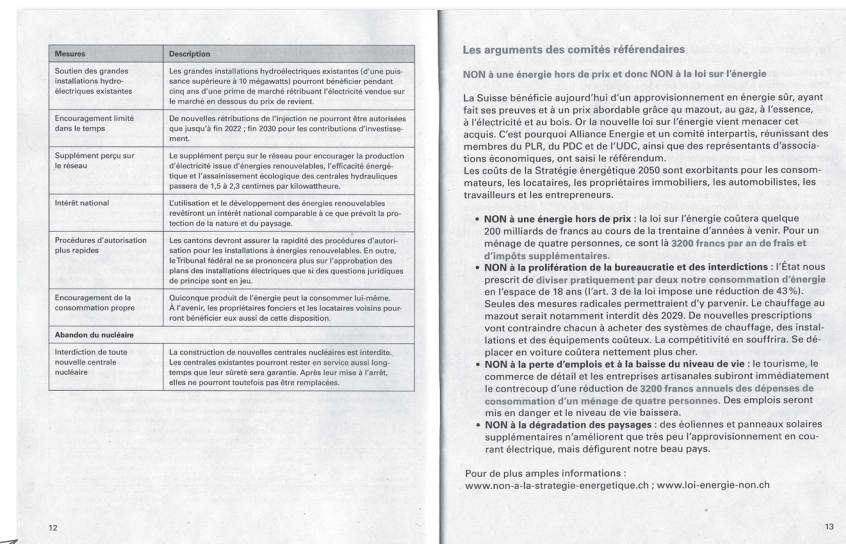 Mesures Description
Soutien des grandes installations hydro-électriques existantes
Les grandes installations hydroélectriques existantes (d'une puis-
sance supérieure à 10 mégawatts) pourront bénéficier pendant
cinq ans d'une prime de marché rétribuant l'électricité vendue sur
le marché en dessous du prix de revient.
Encouragement limité
dans le temps
De nouvelles rétributions de l'injection ne pourront être autorisées
que jusqu'à fin 2022 ; fin 2030 pour les contributions d'investisse-
ment.
Supplément perçu sur
le réseau
Le supplément perçu sur le réseau pour encourager la production
d'électricité issue d'énergies renouvelables, l'efficacité énergé-
tique et l'assainissement écologique des centrales hydrauliques
passera de 1,5 à 2,3 centimes par kilowattheure.
Intérêt national
L'utilisation et le développement des énergies renouvelables
revêtiront un intérêt national comparable à ce que prévoit la pro-
tection de la nature et du paysage.
Procédures d'autorisation
plus rapides
Les cantons devront assurer la rapidité des procédures d'autori-
sation pour les installations à énergies renouvelables. En outre,
le Tribunal fédéral ne se prononcera plus sur l'approbation des
plans des installations électriques que si des questions juridiques
de principe sont en jeu.
Encouragement de la
consommation propre
Quiconque produit de l'énergie peut la consommer lui-même.
À l'avenir, les propriétaires fonciers et les locataires voisins pour-
ront bénéficier eux aussi de cette disposition.
Abandon du nucléaire
Interdiction de toute
nouvelle centrale
nucléaire
La construction de nouvelles centrales nucléaires est interdite.
Les centrales existantes pourront rester en service aussi long-
temps que leur sûreté sera garantie. Après leur mise à l'arrêt,
elles ne pourront toutefois pas être remplacées.
12
Les arguments des comités référendaires
NON à une énergie hors de prix et donc NON à la loi sur l'énergie
La Suisse bénéficie aujourd'hui d'un approvisionnement en énergie sûr, ayant
fait ses preuves et à un prix abordable grâce au mazout, au gaz, à l'essence,
à l'électricité et au bois. Or la nouvelle loi sur l'énergie vient menacer cet
acquis. C'est pourquoi Alliance Energie et un comité interpartis, réunissant des
membres du PLR, du PDC et de l'UDC, ainsi que des représentants d'associa-
tions économiques, ont saisi le référendum.
Les coûts de la Stratégie énergétique 2050 sont exorbitants pour les consom-
mateurs, les locataires, les propriétaires immobiliers, les automobilistes, les
travailleurs et les entrepreneurs.
• NON à une énergie hors de prix : la loi sur l'énergie coûtera quelque
200 milliards de francs au cours de la trentaine d'années à venir. Pour un
ménage de quatre personnes, ce sont là 3200 francs par an de frais et
d'impôts supplémentaires.
• NON à la prolifération de la bureaucratie et des interdictions : l'État nous
prescrit de diviser pratiquement par deux notre consommation d'énergie
en l'espace de 18 ans (l'art. 3 de la loi impose une réduction de 43%).
Seules des mesures radicales permettraient d'y parvenir. Le chauffage au
mazout serait notamment interdit dès 2029. De nouvelles prescriptions
vont contraindre chacun à acheter des systèmes de chauffage, des instal-
lations et des équipements coûteux. La compétitivité en souffrira. Se dé-
placer en voiture coûtera nettement plus cher.
• NON à la perte d'emplois et à la baisse du niveau de vie : le tourisme, le
commerce de détail et les entreprises artisanales subiront immédiatement
le contrecoup d'une réduction de 3200 francs annuels des dépenses de
consommation d'un ménage de quatre personnes. Des emplois seront
mis en danger et le niveau de vie baissera.
• NON à la dégradation des paysages : des éoliennes et panneaux solaires
supplémentaires n'améliorent que très peu l'approvisionnement en cou-
rant électrique, mais défigurent notre beau pays.
Pour de plus amples informations :
www.non-a-la-strategie-energetique.ch ; www.loi-energie-non.ch
13